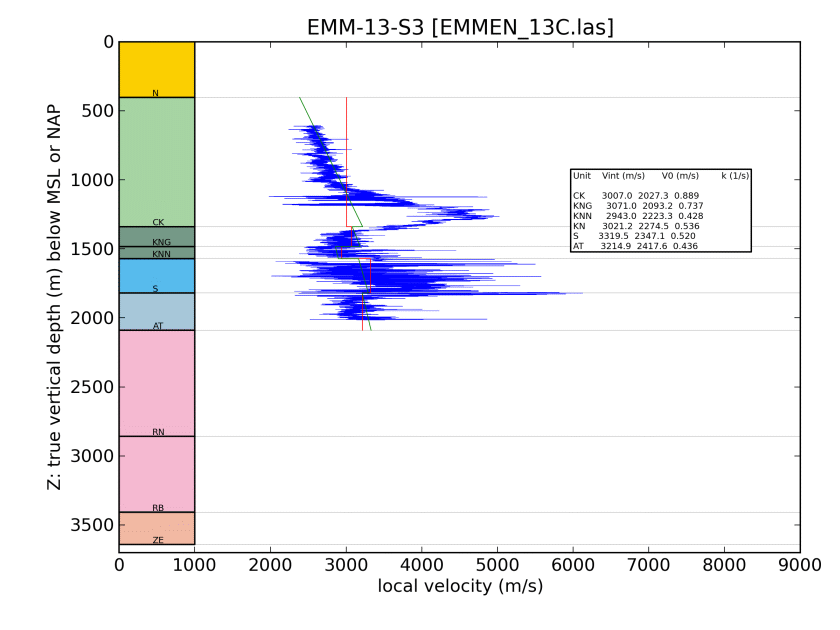 EMM-13-S3 [EMMEN_13C.las]
0
500
1000
1500
2000
2500
3000
3500
Z: true vertical depth (m) below MSL or NAP
N
CK
KNG
KNN
S
AT
RN
RB
ZE
Unit Vint (m/s) V0 (m/s) k (1/s)
CK 3007.0 2027.3 0.889
KNG 3071.0 2093.2 0.737
KNN 2943.0 2223.3 0.428
KN 3021.2 2274.5 0.536
S 3319.5 2347.1 0.520
AT 3214.9 2417.6 0.436
0 1000 2000 3000 4000 5000 6000 7000 8000 9000
local velocity (m/s)